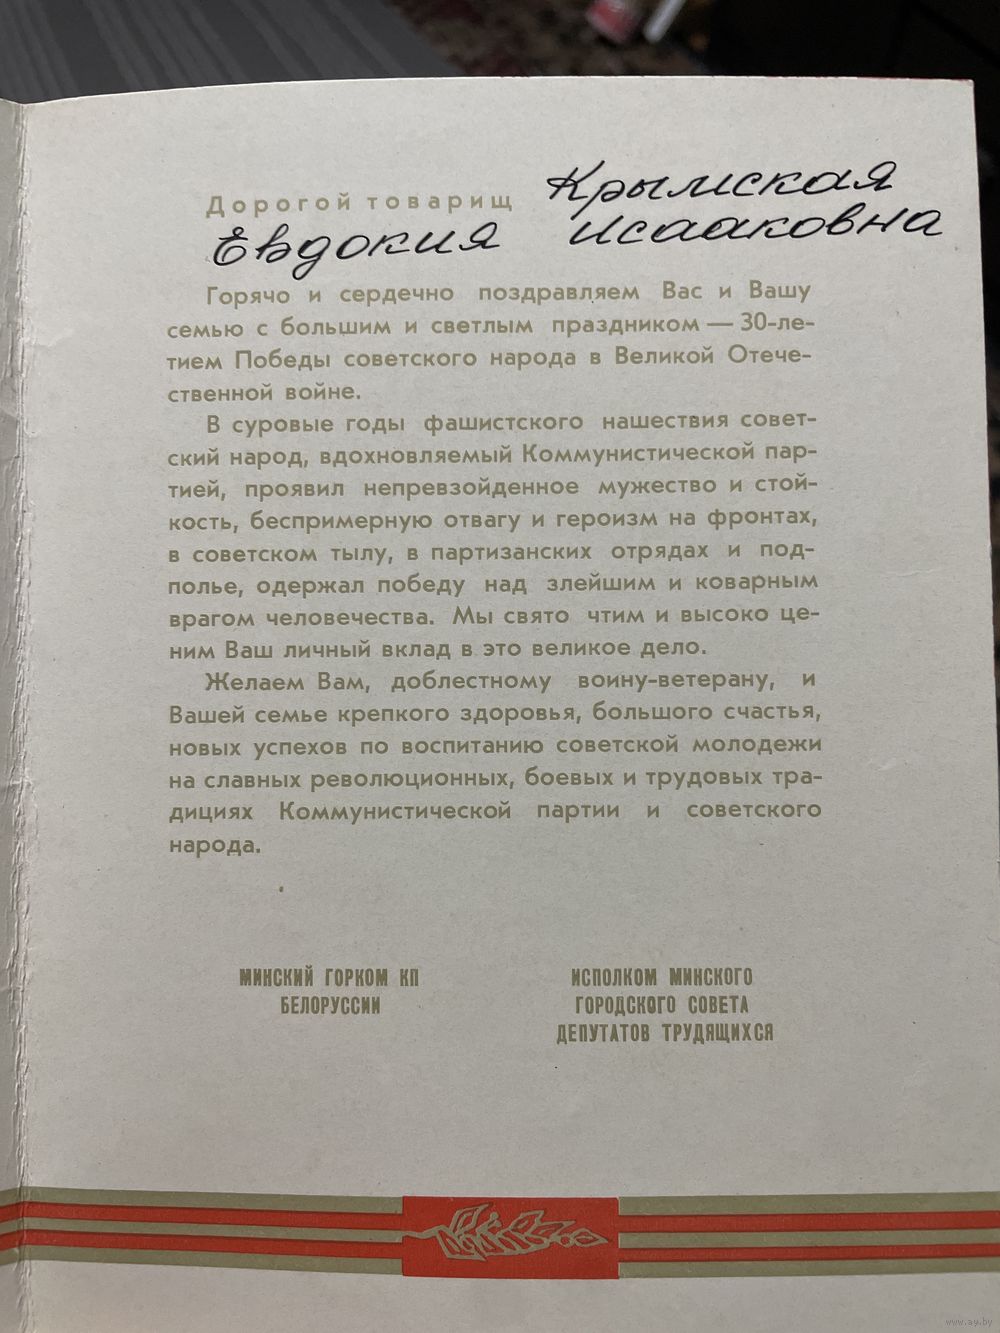 Дорогой товарищ Крымская
Евдокия Исааковна
Горячо и сердечно поздравляем Вас и Вашу
семью с большим и светлым праздником — 30-ле-
тием Победы советского народа в Великой Отече-
ственной войне.
В суровые годы фашистского нашествия совет-
ский народ, вдохновляемый Коммунистической пар-
тией, проявил непревзойденное мужество и стой-
кость, беспримерную отвагу и героизм на фронтах,
в советском тылу, в партизанских отрядах и под-
полье, одержал победу над злейшим и коварным
врагом человечества. Мы свято чтим и высоко це-
ним Ваш личный вклад в это великое дело.
Желаем Вам, доблестному воину-ветерану, и
Вашей семье крепкого здоровья, большого счастья,
новых успехов по воспитанию советской молодежи
на славных революционных, боевых и трудовых тра-
дициях Коммунистической партии и советского
народа.
МИНСКИЙ ГОРКОМ КП
БЕЛОРУССИИ
ИСПОЛКОМ МИНСКОГО
ГОРОДСКОГО СОВЕТА
ДЕПУТАТОВ ТРУДЯЩИХСЯ
www.ay.by